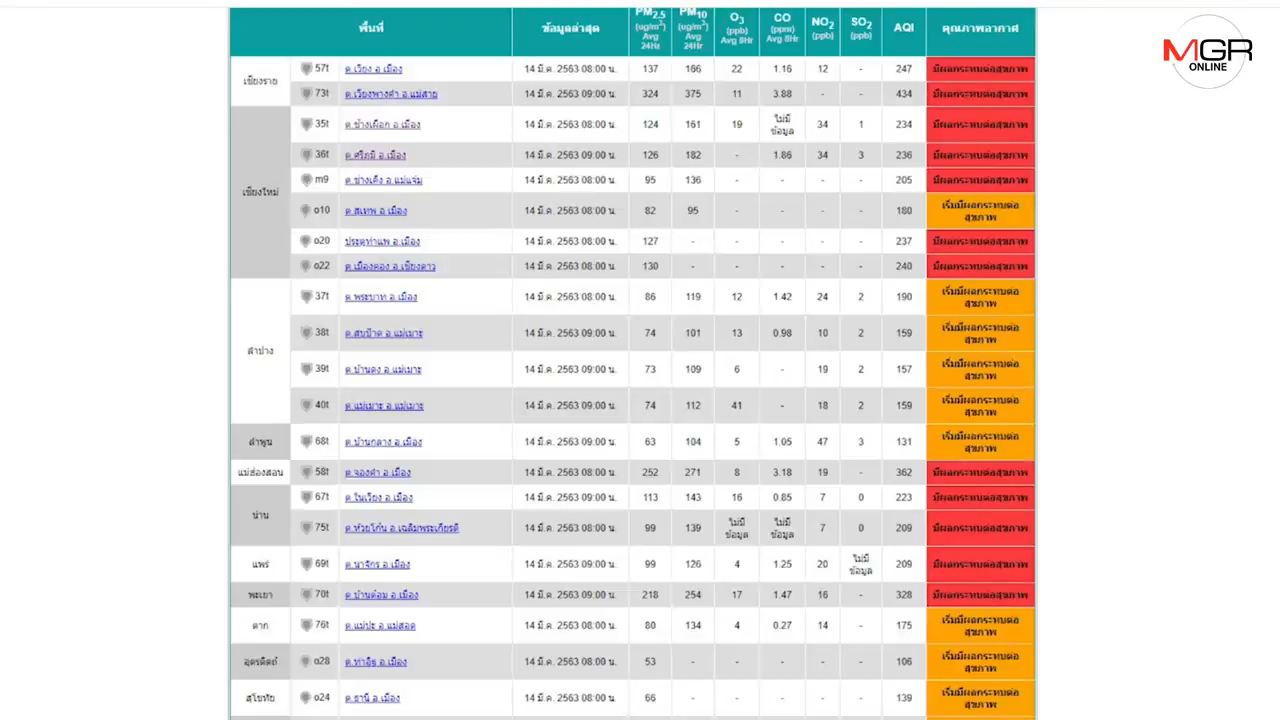 พื้นที่ ข้อมูลล่าสุด PM2.5 (ug/m3) Avg 24Hr PM10 (ug/m3) Avg 24Hr O3 (ppb) Avg 8Hr CO (ppm) Avg 8Hr NO2 (ppb) SO2 (ppb) AQI คุณภาพอากาศ
MGR ONLINE
เชียงราย
57t ต.เวียง อ.เมือง 14 มี.ค. 2563 08:00 น. 137 166 22 1.16 12 - 247 มีผลกระทบต่อสุขภาพ
73t ต.เวียงพางคำ อ.แม่สาย 14 มี.ค. 2563 09:00 น. 324 375 11 3.88 - - 434 มีผลกระทบต่อสุขภาพ
เชียงใหม่
35t ต.ช้างเผือก อ.เมือง 14 มี.ค. 2563 08:00 น. 124 161 19 ไม่มีข้อมูล 34 1 234 มีผลกระทบต่อสุขภาพ
36t ต.ศรีภูมิ อ.เมือง 14 มี.ค. 2563 09:00 น. 126 182 - 1.86 34 3 236 มีผลกระทบต่อสุขภาพ
m9 ต.ช่างเคิ่ง อ.แม่แจ่ม 14 มี.ค. 2563 08:00 น. 95 136 - - - - 205 มีผลกระทบต่อสุขภาพ
o10 ต.สุเทพ อ.เมือง 14 มี.ค. 2563 08:00 น. 82 95 - - - - 180 เริ่มมีผลกระทบต่อสุขภาพ
o20 ประตูท่าแพ อ.เมือง 14 มี.ค. 2563 08:00 น. 127 - - - - - 237 มีผลกระทบต่อสุขภาพ
o22 ต.เมืองคอง อ.เชียงดาว 14 มี.ค. 2563 08:00 น. 130 - - - - - 240 มีผลกระทบต่อสุขภาพ
ลำปาง
37t ต.พระบาท อ.เมือง 14 มี.ค. 2563 08:00 น. 86 119 12 1.42 24 2 190 เริ่มมีผลกระทบต่อสุขภาพ
38t ต.สบป้าด อ.แม่เมาะ 14 มี.ค. 2563 09:00 น. 74 101 13 0.98 10 2 159 เริ่มมีผลกระทบต่อสุขภาพ
39t ต.บ้านดง อ.แม่เมาะ 14 มี.ค. 2563 09:00 น. 73 109 6 - 19 2 157 เริ่มมีผลกระทบต่อสุขภาพ
40t ต.แม่เมาะ อ.แม่เมาะ 14 มี.ค. 2563 09:00 น. 74 112 41 - 18 2 159 เริ่มมีผลกระทบต่อสุขภาพ
ลำพูน 68t ต.บ้านกลาง อ.เมือง 14 มี.ค. 2563 09:00 น. 63 104 5 1.05 47 3 131 เริ่มมีผลกระทบต่อสุขภาพ
แม่ฮ่องสอน 58t ต.จองคำ อ.เมือง 14 มี.ค. 2563 09:00 น. 252 271 8 3.18 19 - 362 มีผลกระทบต่อสุขภาพ
น่าน
67t ต.ในเวียง อ.เมือง 14 มี.ค. 2563 09:00 น. 113 143 16 0.85 7 0 223 มีผลกระทบต่อสุขภาพ
75t ต.ห้วยโก๋น อ.เฉลิมพระเกียรติ 14 มี.ค. 2563 08:00 น. 99 139 ไม่มีข้อมูล ไม่มีข้อมูล 7 0 209 มีผลกระทบต่อสุขภาพ
แพร่ 69t ต.นาจักร อ.เมือง 14 มี.ค. 2563 08:00 น. 99 126 4 1.25 20 ไม่มีข้อมูล 209 มีผลกระทบต่อสุขภาพ
พะเยา 70t ต.บ้านต๋อม อ.เมือง 14 มี.ค. 2563 09:00 น. 218 254 17 1.47 16 - 328 มีผลกระทบต่อสุขภาพ
ตาก 76t ต.แม่ปะ อ.แม่สอด 14 มี.ค. 2563 08:00 น. 80 134 4 0.27 14 - 175 เริ่มมีผลกระทบต่อสุขภาพ
อุตรดิตถ์ o28 ต.ท่าอิฐ อ.เมือง 14 มี.ค. 2563 08:00 น. 53 - - - - - 106 เริ่มมีผลกระทบต่อสุขภาพ
สุโขทัย o24 ต.ธานี อ.เมือง 14 มี.ค. 2563 08:00 น. 66 - - - - - 139 เริ่มมีผลกระทบต่อสุขภาพ